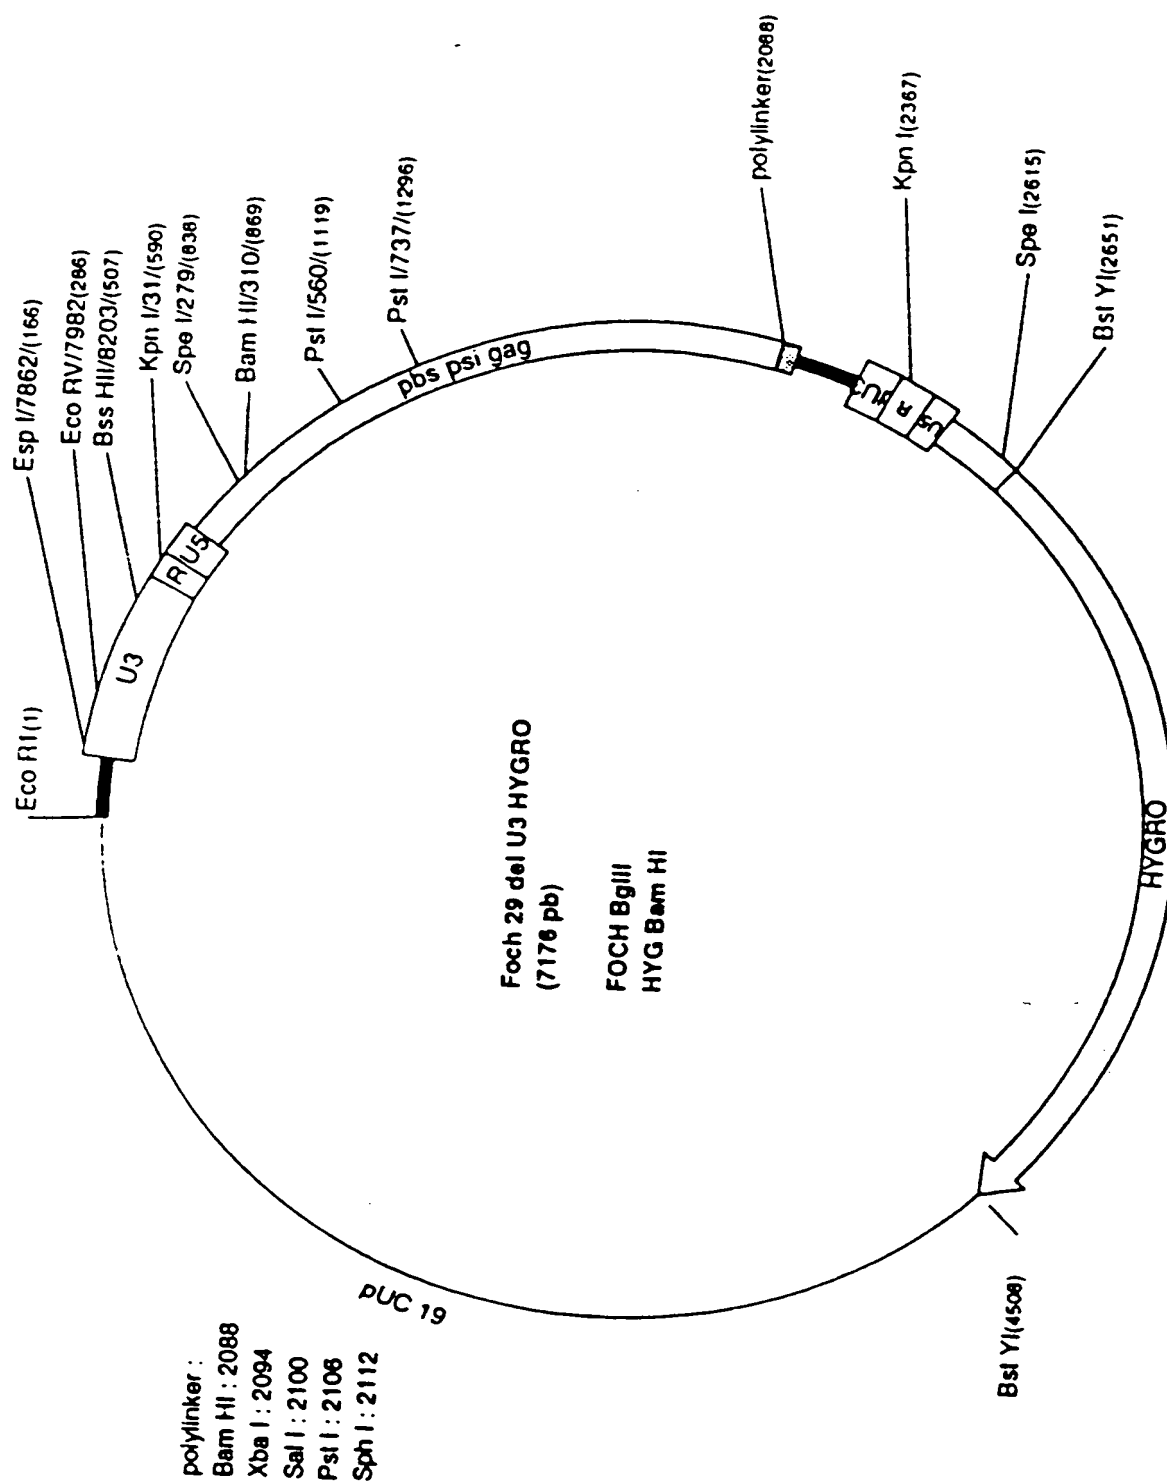 Eco R1(1)
Esp I/7862/(166)
Eco RV/7982(286)
Bss HII/8203/(507)
Kpn I/31/(590)
Spe I/279/(838)
Bam HI/310/(869)
Pst I/560/(1119)
Pst I/737/(1296)
polylinker(2088)
Kpn I(2367)
Spe I(2615)
Bst YI(2651)
U3
R
U5
pbs psi gag
dU3
R
U5
HYGRO
Foch 29 del U3 HYGRO
(7176 pb)
FOCH BglII
HYG Bam HI
pUC 19
Bst YI(4508)
polylinker :
Bam HI : 2088
Xba I : 2094
Sal I : 2100
Pst I : 2106
Sph I : 2112